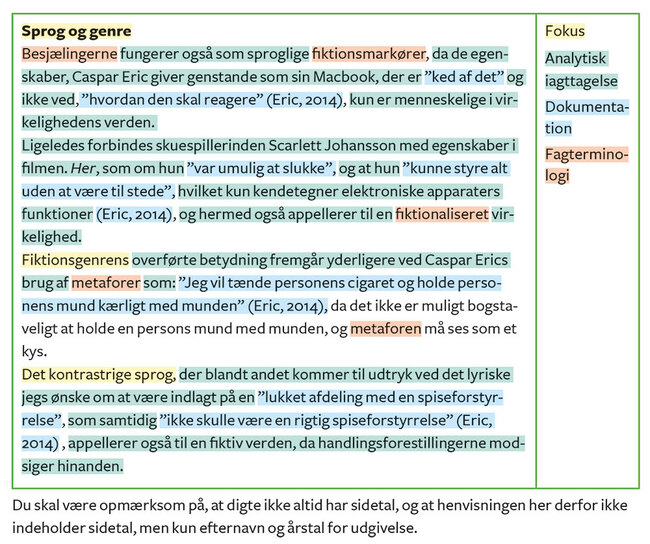 Sprog og genre
Besjælingerne fungerer også som sproglige fiktionsmarkører, da de egen-
skaber, Caspar Eric giver genstande som sin Macbook, der er ”ked af det” og
ikke ved, ”hvordan den skal reagere” (Eric, 2014), kun er menneskelige i vir-
kelighedens verden.
Ligeledes forbindes skuespillerinden Scarlett Johansson med egenskaber i
filmen. Her, som om hun ”var umulig at slukke”, og at hun ”kunne styre alt
uden at være til stede”, hvilket kun kendetegner elektroniske apparaters
funktioner (Eric, 2014), og hermed også appellerer til en fiktionaliseret vir-
kelighed.
Fiktionsgenrens overførte betydning fremgår yderligere ved Caspar Erics
brug af metaforer som: ”Jeg vil tænde personens cigaret og holde perso-
nens mund kærligt med munden” (Eric, 2014), da det ikke er muligt bogsta-
veligt at holde en persons mund med munden, og metaforen må ses som et
kys.
Det kontrastrige sprog, der blandt andet kommer til udtryk ved det lyriske
jegs ønske om at være indlagt på en ”lukket afdeling med en spiseforstyr-
relse”, som samtidig ”ikke skulle være en rigtig spiseforstyrrelse” (Eric,
2014) , appellerer også til en fiktiv verden, da handlingsforestillingerne mod-
siger hinanden.
Fokus
Analytisk
iagttagelse
Dokumenta-
tion
Fagtermino-
logi
Du skal være opmærksom på, at digte ikke altid har sidetal, og at henvisningen her derfor ikke
indeholder sidetal, men kun efternavn og årstal for udgivelse.